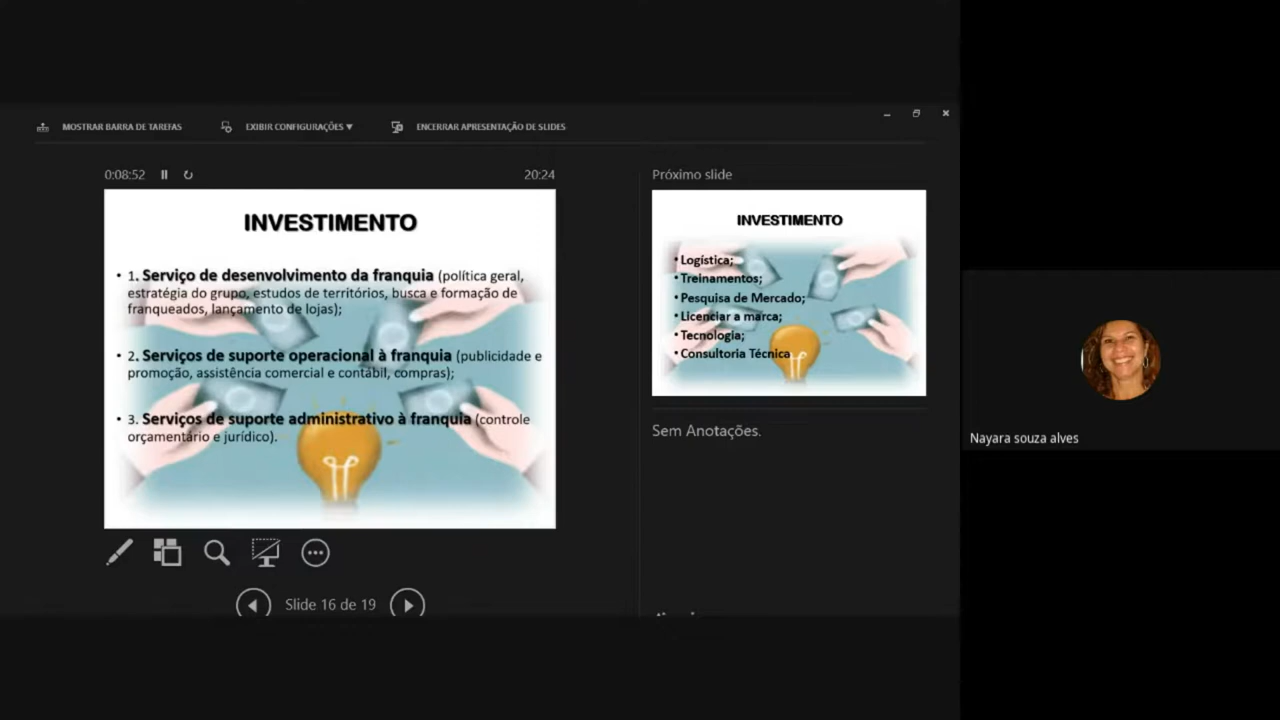 MOSTRAR BARRA DE TAREFAS
EXIBIR CONFIGURAÇÕES ▼
ENCERRAR APRESENTAÇÃO DE SLIDES
0:08:52
20:24
INVESTIMENTO
• 1. Serviço de desenvolvimento da franquia (política geral,
estratégia do grupo, estudos de territórios, busca e formação de
franqueados, lançamento de lojas);
• 2. Serviços de suporte operacional à franquia (publicidade e
promoção, assistência comercial e contábil, compras);
• 3. Serviços de suporte administrativo à franquia (controle
orçamentário e jurídico).
Slide 16 de 19
Próximo slide
INVESTIMENTO
• Logística;
• Treinamentos;
• Pesquisa de Mercado;
• Licenciar a marca;
• Tecnologia;
• Consultoria Técnica
Sem Anotações.
Nayara souza alves